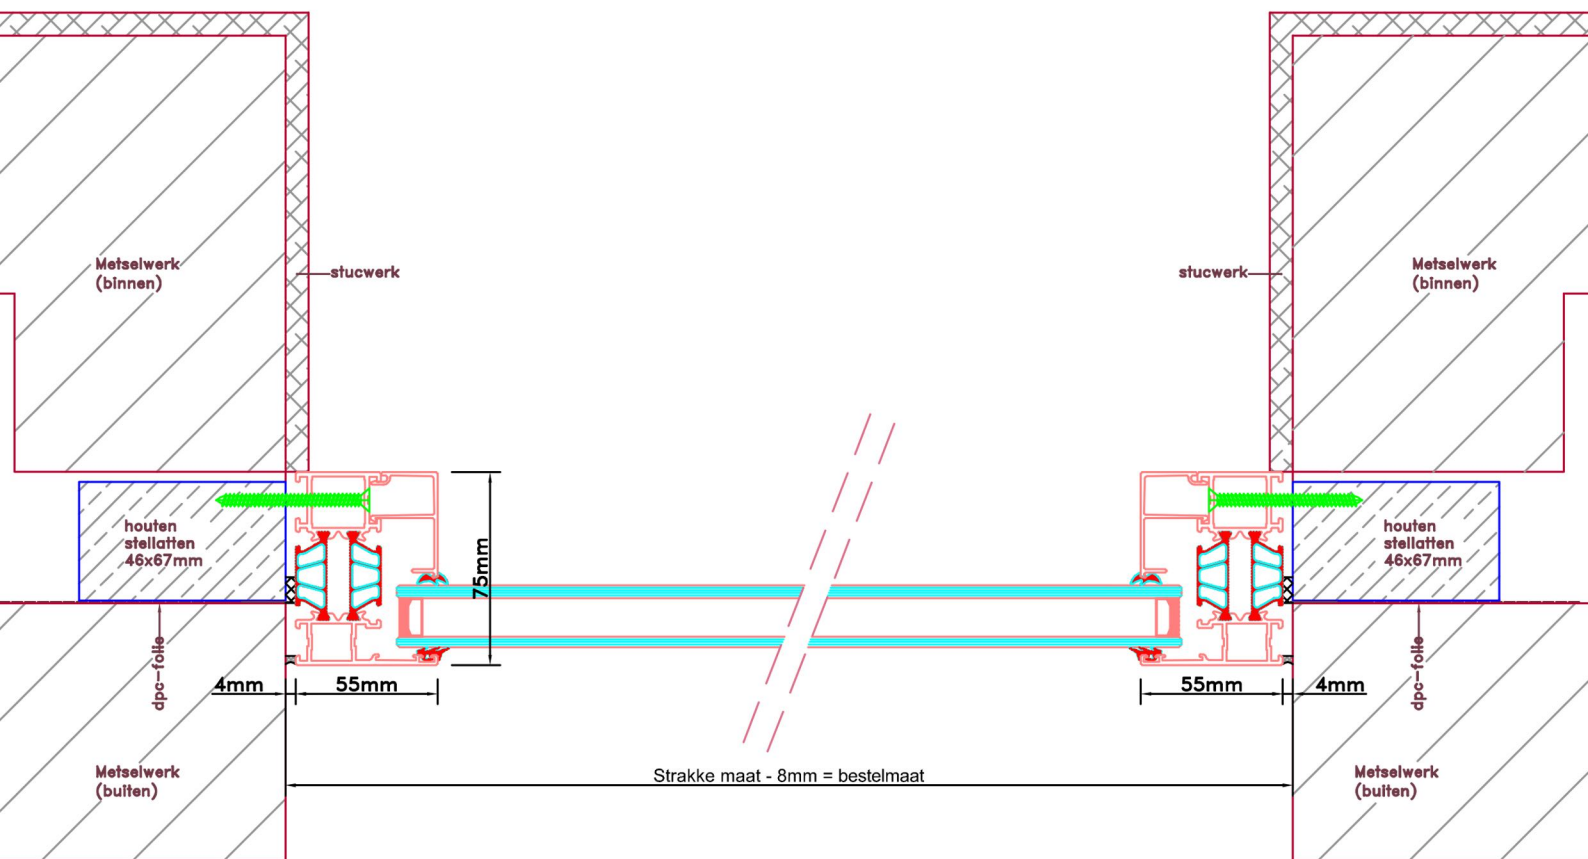 Metselwerk
(binnen)
stucwerk
stucwerk
Metselwerk
(binnen)
houten
stellatten
46x67mm
75mm
houten
stellatten
46x67mm
dpc-folie
4mm
55mm
55mm
4mm
dpc-folie
Metselwerk
(buiten)
Strakke maat - 8mm = bestelmaat
Metselwerk
(buiten)